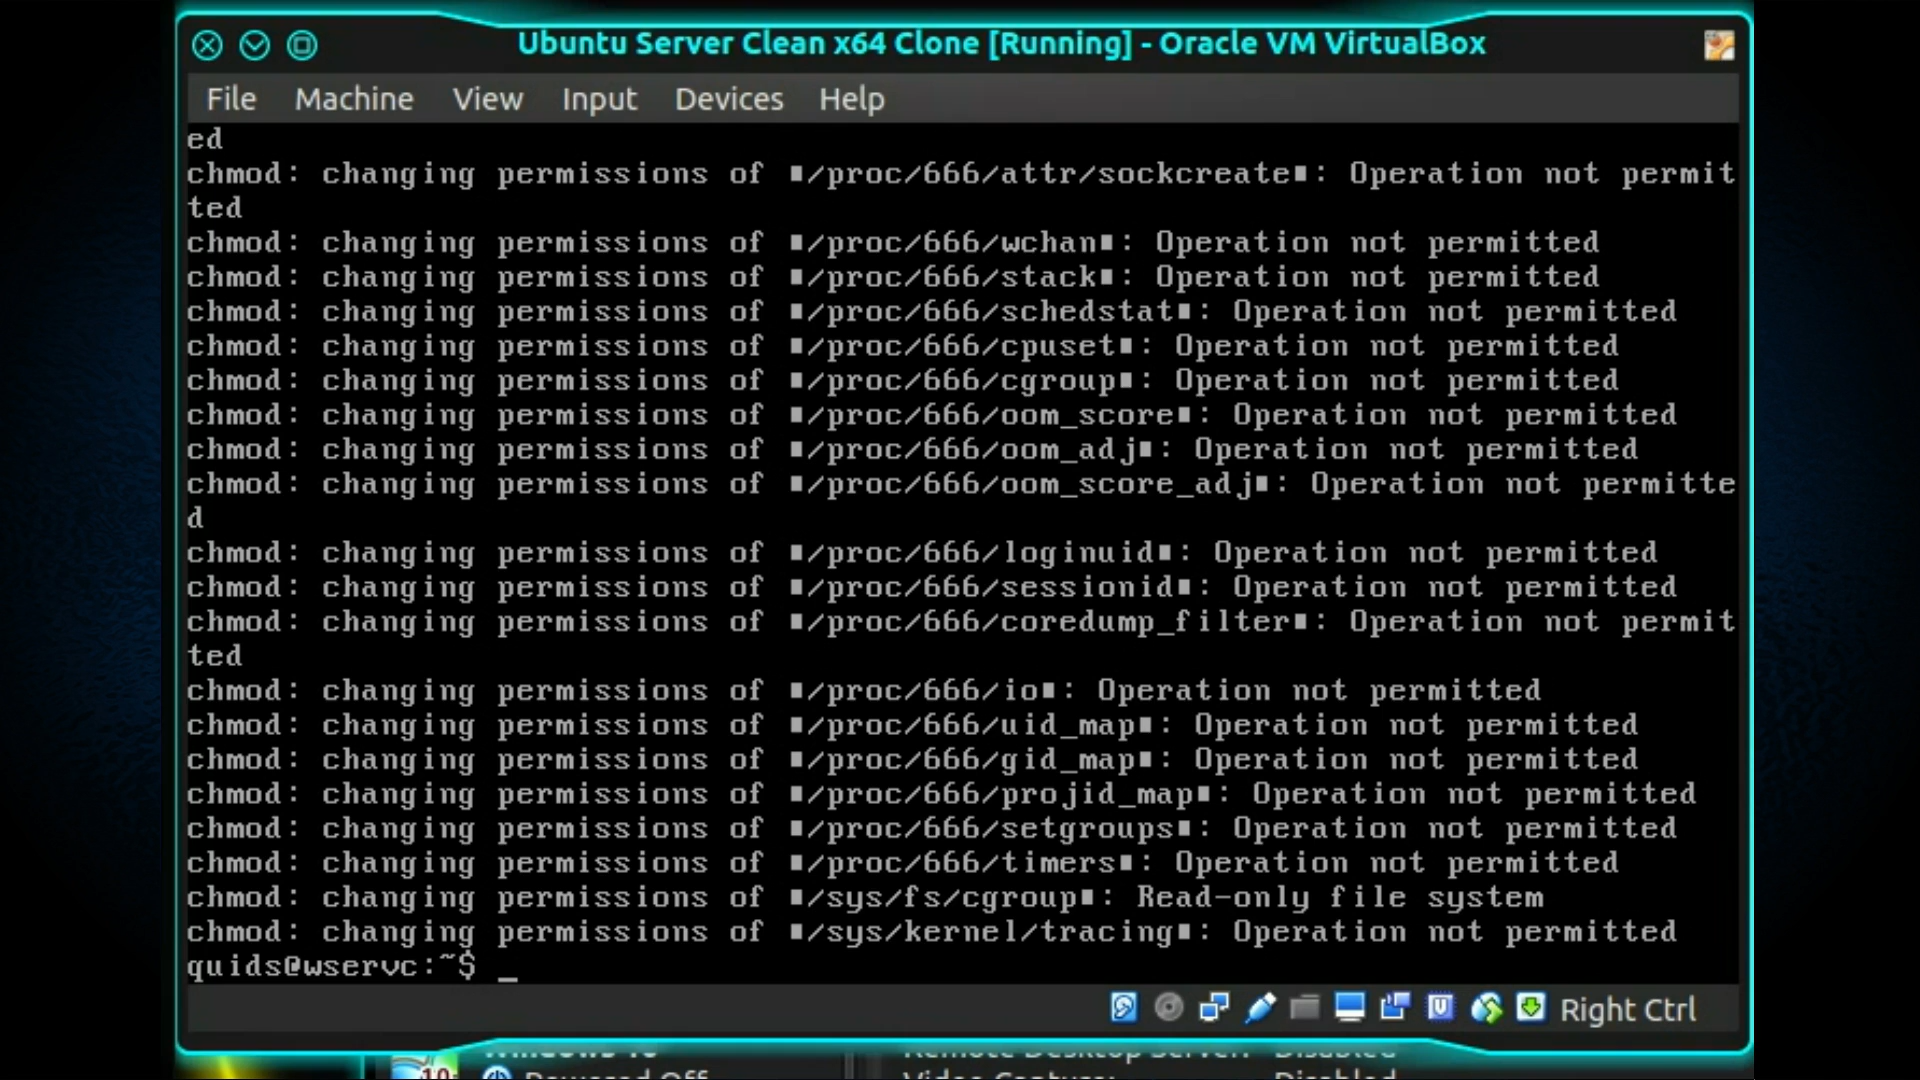 Ubuntu Server Clean x64 Clone [Running] - Oracle VM VirtualBox
File Machine View Input Devices Help
ed
chmod: changing permissions of ▪/proc/666/attr/sockcreate▪: Operation not permit
ted
chmod: changing permissions of ▪/proc/666/wchan▪: Operation not permitted
chmod: changing permissions of ▪/proc/666/stack▪: Operation not permitted
chmod: changing permissions of ▪/proc/666/schedstat▪: Operation not permitted
chmod: changing permissions of ▪/proc/666/cpuset▪: Operation not permitted
chmod: changing permissions of ▪/proc/666/cgroup▪: Operation not permitted
chmod: changing permissions of ▪/proc/666/oom_score▪: Operation not permitted
chmod: changing permissions of ▪/proc/666/oom_adj▪: Operation not permitted
chmod: changing permissions of ▪/proc/666/oom_score_adj▪: Operation not permitte
d
chmod: changing permissions of ▪/proc/666/loginuid▪: Operation not permitted
chmod: changing permissions of ▪/proc/666/sessionid▪: Operation not permitted
chmod: changing permissions of ▪/proc/666/coredump_filter▪: Operation not permit
ted
chmod: changing permissions of ▪/proc/666/io▪: Operation not permitted
chmod: changing permissions of ▪/proc/666/uid_map▪: Operation not permitted
chmod: changing permissions of ▪/proc/666/gid_map▪: Operation not permitted
chmod: changing permissions of ▪/proc/666/projid_map▪: Operation not permitted
chmod: changing permissions of ▪/proc/666/setgroups▪: Operation not permitted
chmod: changing permissions of ▪/proc/666/timers▪: Operation not permitted
chmod: changing permissions of ▪/sys/fs/cgroup▪: Read-only file system
chmod: changing permissions of ▪/sys/kernel/tracing▪: Operation not permitted
quids@wservc:~$ _
Right Ctrl
Remote Desktop Server: Disabled
Powered Off